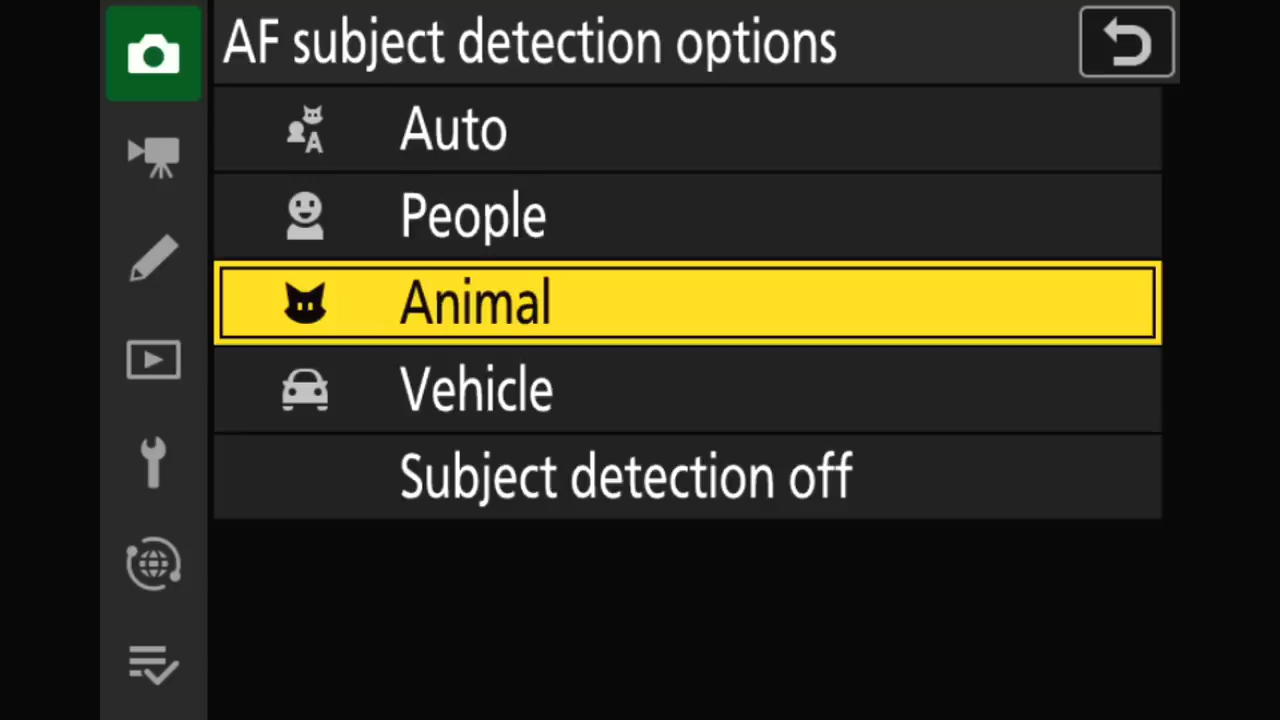 AF subject detection options
Auto
People
Animal
Vehicle
Subject detection off